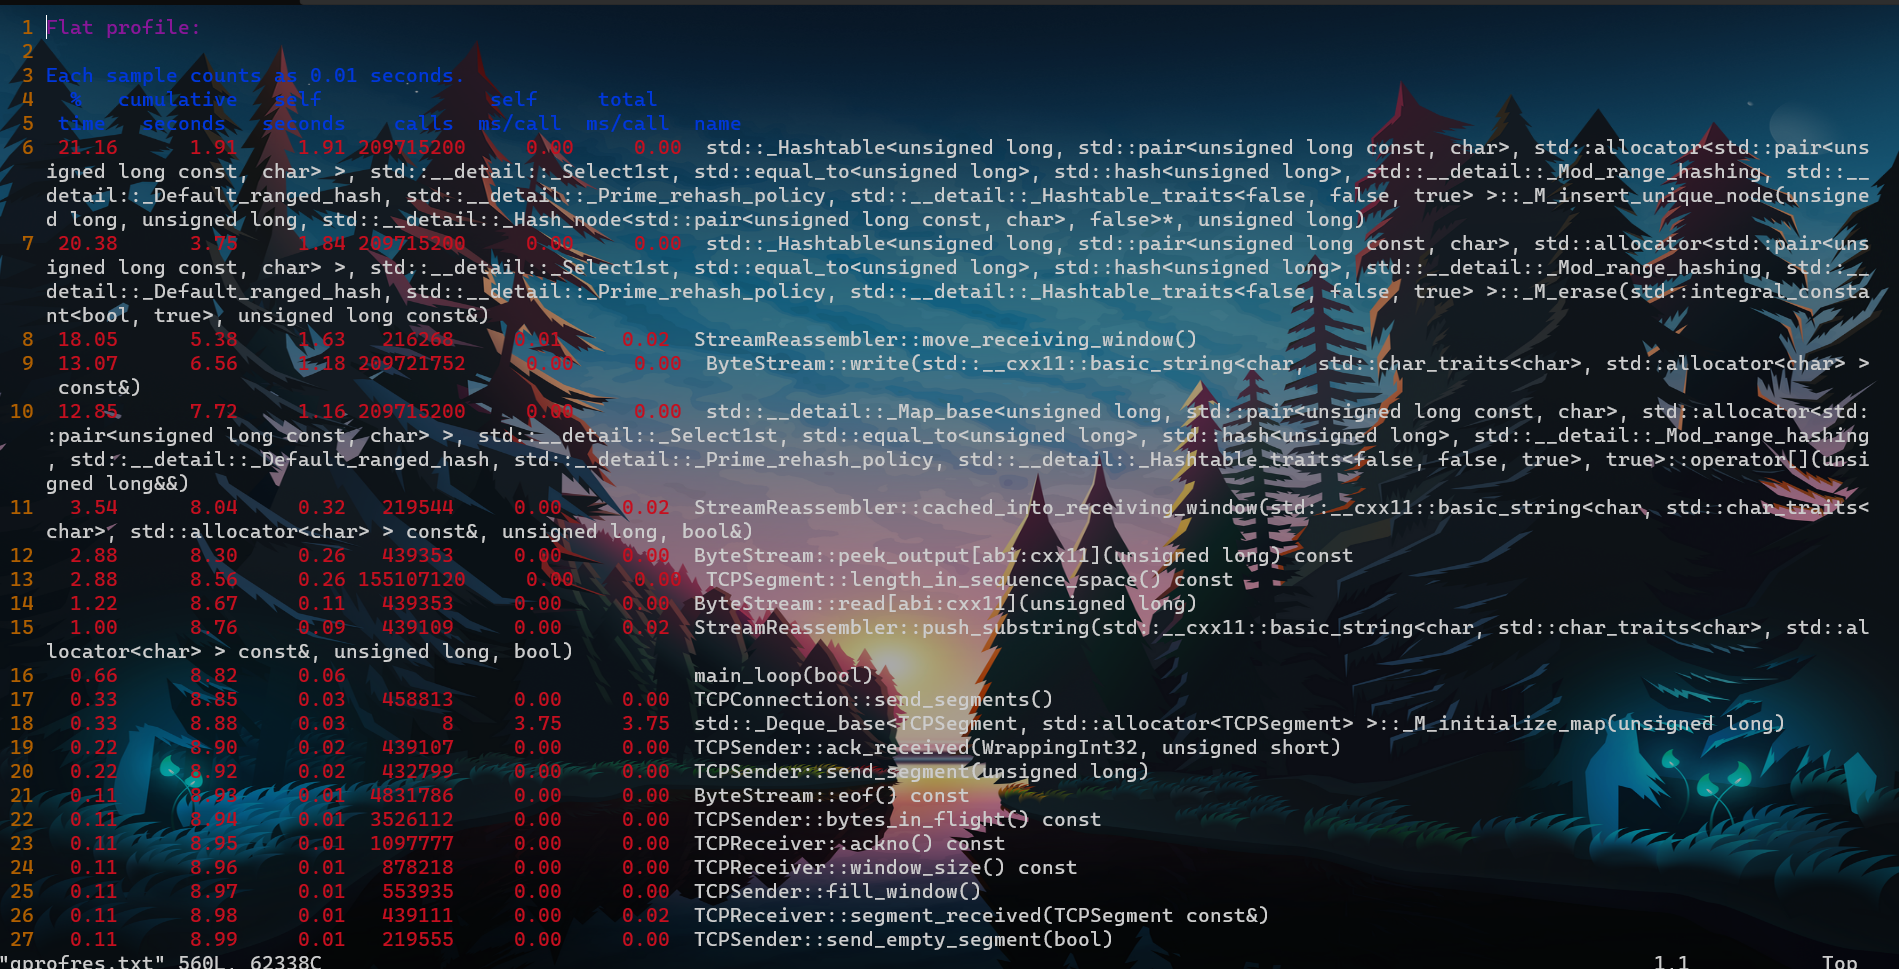 1 Flat profile:
2
3 Each sample counts as 0.01 seconds.
4   %   cumulative   self              self     total
5  time   seconds   seconds    calls  ms/call  ms/call  name
6  21.16      1.91     1.91 209715200     0.00     0.00  std::_Hashtable<unsigned long, std::pair<unsigned long const, char>, std::allocator<std::pair<uns
igned long const, char> >, std::__detail::_Select1st, std::equal_to<unsigned long>, std::hash<unsigned long>, std::__detail::_Mod_range_hashing, std::__
detail::_Default_ranged_hash, std::__detail::_Prime_rehash_policy, std::__detail::_Hashtable_traits<false, false, true> >::_M_insert_unique_node(unsigne
d long, unsigned long, std::__detail::_Hash_node<std::pair<unsigned long const, char>, false>*, unsigned long)
7  20.38      3.75     1.84 209715200     0.00     0.00  std::_Hashtable<unsigned long, std::pair<unsigned long const, char>, std::allocator<std::pair<uns
igned long const, char> >, std::__detail::_Select1st, std::equal_to<unsigned long>, std::hash<unsigned long>, std::__detail::_Mod_range_hashing, std::__
detail::_Default_ranged_hash, std::__detail::_Prime_rehash_policy, std::__detail::_Hashtable_traits<false, false, true> >::_M_erase(std::integral_consta
nt<bool, true>, unsigned long const&)
8  18.05      5.38     1.63   216268     0.01     0.02  StreamReassembler::move_receiving_window()
9  13.07      6.56     1.18 209721752     0.00     0.00  ByteStream::write(std::__cxx11::basic_string<char, std::char_traits<char>, std::allocator<char> >
const&)
10  12.85      7.72     1.16 209715200     0.00     0.00  std::__detail::_Map_base<unsigned long, std::pair<unsigned long const, char>, std::allocator<std:
:pair<unsigned long const, char> >, std::__detail::_Select1st, std::equal_to<unsigned long>, std::hash<unsigned long>, std::__detail::_Mod_range_hashing
, std::__detail::_Default_ranged_hash, std::__detail::_Prime_rehash_policy, std::__detail::_Hashtable_traits<false, false, true>, true>::operator[](unsi
gned long&&)
11   3.54      8.04     0.32   219544     0.00     0.02  StreamReassembler::cached_into_receiving_window(std::__cxx11::basic_string<char, std::char_traits<
char>, std::allocator<char> > const&, unsigned long, bool&)
12   2.88      8.30     0.26   439353     0.00     0.00  ByteStream::peek_output[abi:cxx11](unsigned long) const
13   2.88      8.56     0.26 155107120     0.00     0.00  TCPSegment::length_in_sequence_space() const
14   1.22      8.67     0.11   439353     0.00     0.00  ByteStream::read[abi:cxx11](unsigned long)
15   1.00      8.76     0.09   439109     0.00     0.02  StreamReassembler::push_substring(std::__cxx11::basic_string<char, std::char_traits<char>, std::al
locator<char> > const&, unsigned long, bool)
16   0.66      8.82     0.06                             main_loop(bool)
17   0.33      8.85     0.03   458813     0.00     0.00  TCPConnection::send_segments()
18   0.33      8.88     0.03        8     3.75     3.75  std::_Deque_base<TCPSegment, std::allocator<TCPSegment> >::_M_initialize_map(unsigned long)
19   0.22      8.90     0.02   439107     0.00     0.00  TCPSender::ack_received(WrappingInt32, unsigned short)
20   0.22      8.92     0.02   432799     0.00     0.00  TCPSender::send_segment(unsigned long)
21   0.11      8.93     0.01  4831786     0.00     0.00  ByteStream::eof() const
22   0.11      8.94     0.01  3526112     0.00     0.00  TCPSender::bytes_in_flight() const
23   0.11      8.95     0.01  1097777     0.00     0.00  TCPReceiver::ackno() const
24   0.11      8.96     0.01   878218     0.00     0.00  TCPReceiver::window_size() const
25   0.11      8.97     0.01   553935     0.00     0.00  TCPSender::fill_window()
26   0.11      8.98     0.01   439111     0.00     0.02  TCPReceiver::segment_received(TCPSegment const&)
27   0.11      8.99     0.01   219555     0.00     0.00  TCPSender::send_empty_segment(bool)
"gprofres.txt" 560L, 62338C                    1,1          Top